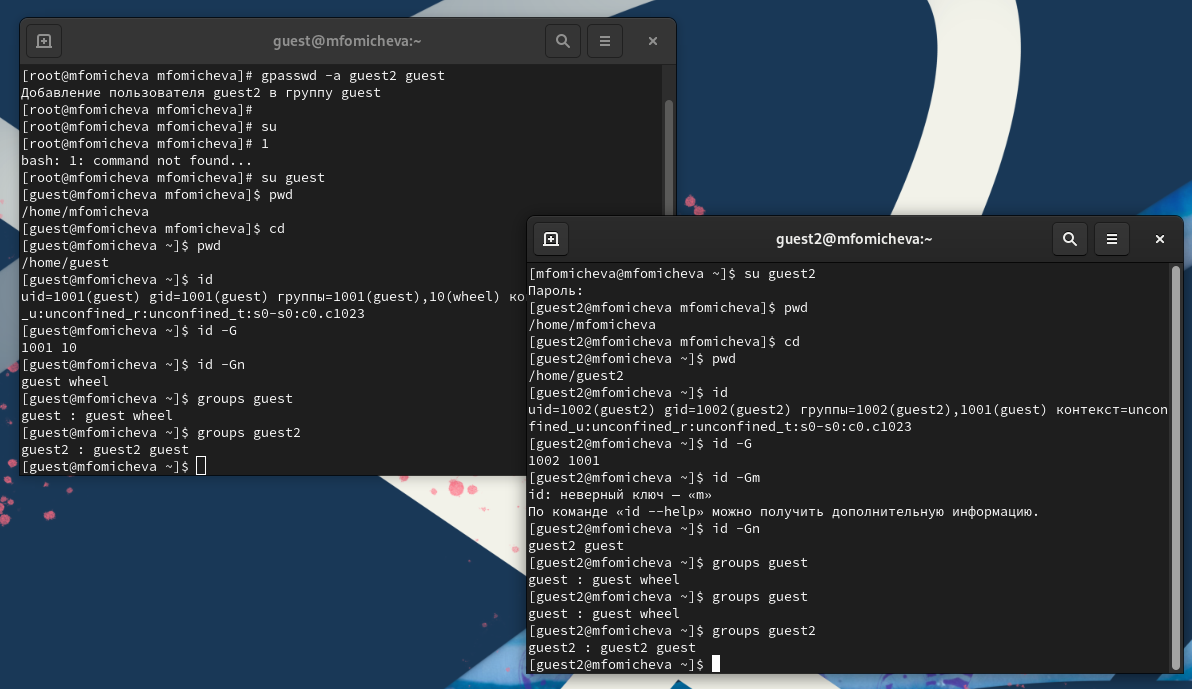 guest@mfomicheva:~
[root@mfomicheva mfomicheva]# gpasswd -a guest2 guest
Добавление пользователя guest2 в группу guest
[root@mfomicheva mfomicheva]#
[root@mfomicheva mfomicheva]# su
[root@mfomicheva mfomicheva]# 1
bash: 1: command not found...
[root@mfomicheva mfomicheva]# su guest
[guest@mfomicheva mfomicheva]$ pwd
/home/mfomicheva
[guest@mfomicheva mfomicheva]$ cd
[guest@mfomicheva ~]$ pwd
/home/guest
[guest@mfomicheva ~]$ id
uid=1001(guest) gid=1001(guest) группы=1001(guest),10(wheel) ко
_u:unconfined_r:unconfined_t:s0-s0:c0.c1023
[guest@mfomicheva ~]$ id -G
1001 10
[guest@mfomicheva ~]$ id -Gn
guest wheel
[guest@mfomicheva ~]$ groups guest
guest : guest wheel
[guest@mfomicheva ~]$ groups guest2
guest2 : guest2 guest
[guest@mfomicheva ~]$
guest2@mfomicheva:~
[mfomicheva@mfomicheva ~]$ su guest2
Пароль:
[guest2@mfomicheva mfomicheva]$ pwd
/home/mfomicheva
[guest2@mfomicheva mfomicheva]$ cd
[guest2@mfomicheva ~]$ pwd
/home/guest2
[guest2@mfomicheva ~]$ id
uid=1002(guest2) gid=1002(guest2) группы=1002(guest2),1001(guest) контекст=uncon
fined_u:unconfined_r:unconfined_t:s0-s0:c0.c1023
[guest2@mfomicheva ~]$ id -G
1002 1001
[guest2@mfomicheva ~]$ id -Gm
id: неверный ключ — «m»
По команде «id --help» можно получить дополнительную информацию.
[guest2@mfomicheva ~]$ id -Gn
guest2 guest
[guest2@mfomicheva ~]$ groups guest
guest : guest wheel
[guest2@mfomicheva ~]$ groups guest
guest : guest wheel
[guest2@mfomicheva ~]$ groups guest2
guest2 : guest2 guest
[guest2@mfomicheva ~]$